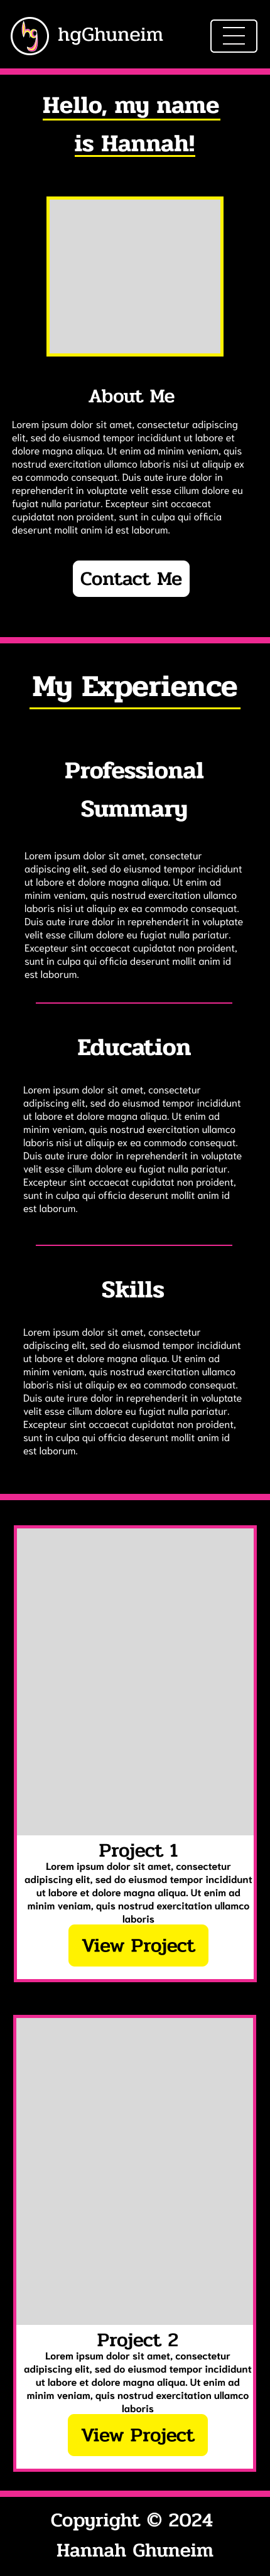 hg
hgGhuneim
Hello, my name
is Hannah!
About Me
Lorem ipsum dolor sit amet, consectetur adipiscing
elit, sed do eiusmod tempor incididunt ut labore et
dolore magna aliqua. Ut enim ad minim veniam, quis
nostrud exercitation ullamco laboris nisi ut aliquip ex
ea commodo consequat. Duis aute irure dolor in
reprehenderit in voluptate velit esse cillum dolore eu
fugiat nulla pariatur. Excepteur sint occaecat
cupidatat non proident, sunt in culpa qui officia
deserunt mollit anim id est laborum.
Contact Me
My Experience
Professional
Summary
Lorem ipsum dolor sit amet, consectetur
adipiscing elit, sed do eiusmod tempor incididunt
ut labore et dolore magna aliqua. Ut enim ad
minim veniam, quis nostrud exercitation ullamco
laboris nisi ut aliquip ex ea commodo consequat.
Duis aute irure dolor in reprehenderit in voluptate
velit esse cillum dolore eu fugiat nulla pariatur.
Excepteur sint occaecat cupidatat non proident,
sunt in culpa qui officia deserunt mollit anim id
est laborum.
Education
Lorem ipsum dolor sit amet, consectetur
adipiscing elit, sed do eiusmod tempor incididunt
ut labore et dolore magna aliqua. Ut enim ad
minim veniam, quis nostrud exercitation ullamco
laboris nisi ut aliquip ex ea commodo consequat.
Duis aute irure dolor in reprehenderit in voluptate
velit esse cillum dolore eu fugiat nulla pariatur.
Excepteur sint occaecat cupidatat non proident,
sunt in culpa qui officia deserunt mollit anim id
est laborum.
Skills
Lorem ipsum dolor sit amet, consectetur
adipiscing elit, sed do eiusmod tempor incididunt
ut labore et dolore magna aliqua. Ut enim ad
minim veniam, quis nostrud exercitation ullamco
laboris nisi ut aliquip ex ea commodo consequat.
Duis aute irure dolor in reprehenderit in voluptate
velit esse cillum dolore eu fugiat nulla pariatur.
Excepteur sint occaecat cupidatat non proident,
sunt in culpa qui officia deserunt mollit anim id
est laborum.
Project 1
Lorem ipsum dolor sit amet, consectetur
adipiscing elit, sed do eiusmod tempor incididunt
ut labore et dolore magna aliqua. Ut enim ad
minim veniam, quis nostrud exercitation ullamco
laboris
View Project
Project 2
Lorem ipsum dolor sit amet, consectetur
adipiscing elit, sed do eiusmod tempor incididunt
ut labore et dolore magna aliqua. Ut enim ad
minim veniam, quis nostrud exercitation ullamco
laboris
View Project
Copyright © 2024
Hannah Ghuneim